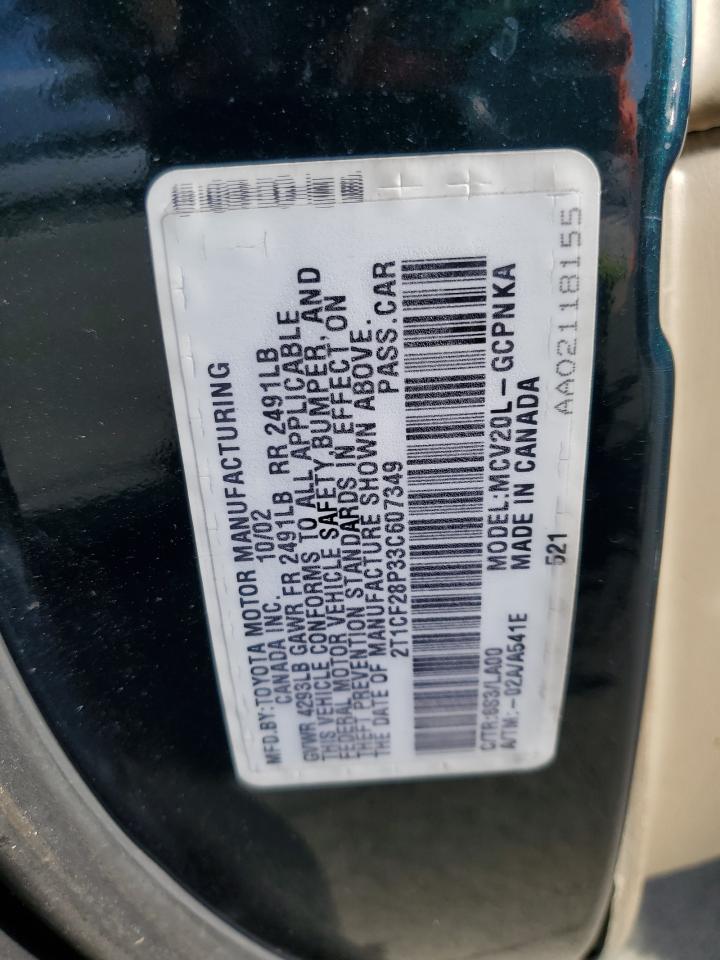 MFD. BY: TOYOTA MOTOR MANUFACTURING
CANADA INC. 10/02
GVWR 4293LB GAWR FR 2491LB RR 2491LB
THIS VEHICLE CONFORMS TO ALL APPLICABLE
FEDERAL MOTOR VEHICLE SAFETY, BUMPER, AND
THEFT PREVENTION STANDARDS IN EFFECT ON
THE DATE OF MANUFACTURE SHOWN ABOVE.
2T1CF28P33C607349 PASS.CAR
C/TR:6S3/LA00 MODEL:MCV20L-GCPNKA
A/TM:-02A/A541E MADE IN CANADA
521
AA02118155